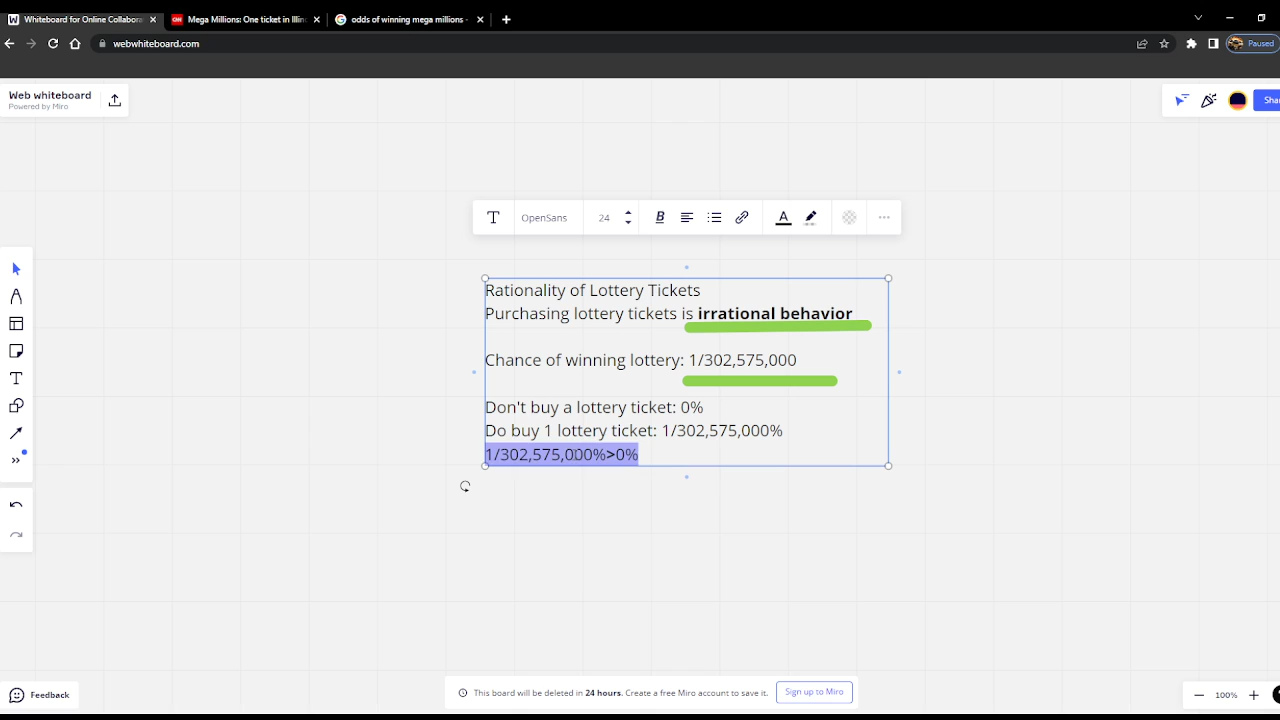 Whiteboard for Online Collabora
Mega Millions: One ticket in Illin
odds of winning mega millions -
webwhiteboard.com
Paused
Web whiteboard
Powered by Miro
Sha
OpenSans
24
B
A
Rationality of Lottery Tickets
Purchasing lottery tickets is irrational behavior
Chance of winning lottery: 1/302,575,000
Don't buy a lottery ticket: 0%
Do buy 1 lottery ticket: 1/302,575,000%
1/302,575,000%>0%
Feedback
This board will be deleted in 24 hours. Create a free Miro account to save it.
Sign up to Miro
100%